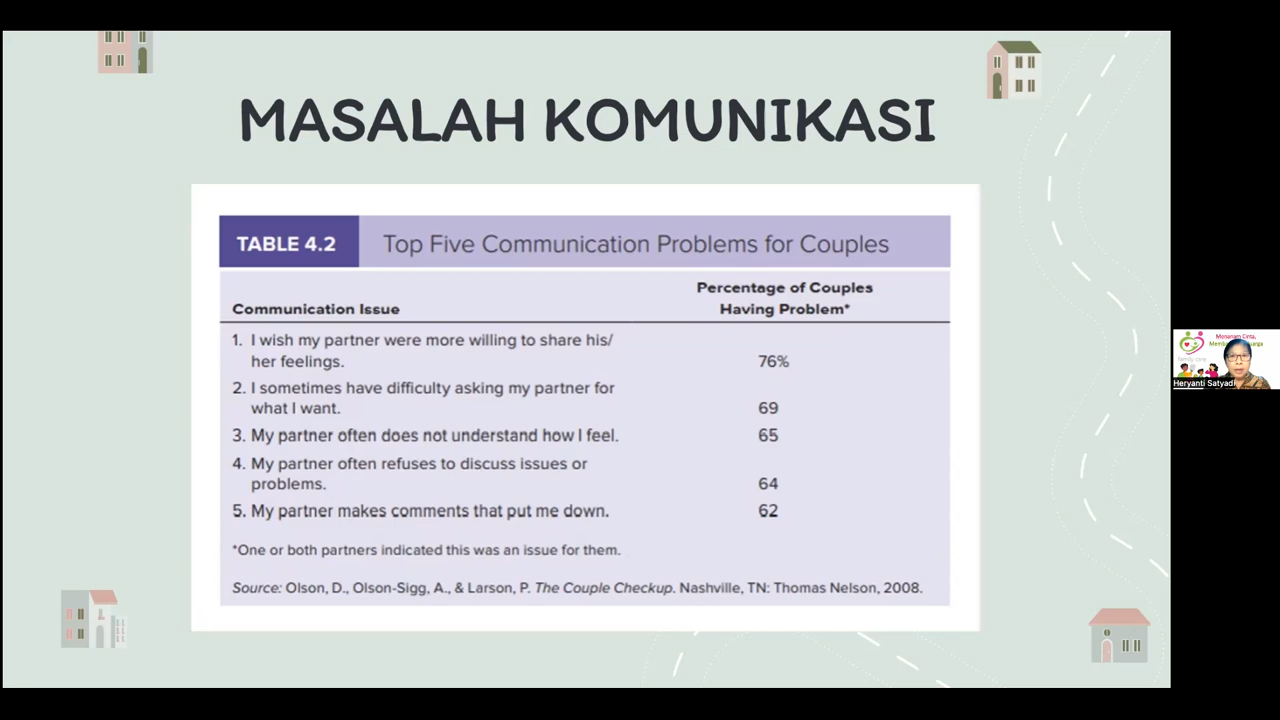 MASALAH KOMUNIKASI
TABLE 4.2 Top Five Communication Problems for Couples
Percentage of Couples
Communication Issue Having Problem*
1. I wish my partner were more willing to share his/
her feelings. 76%
2. I sometimes have difficulty asking my partner for
what I want. 69
3. My partner often does not understand how I feel. 65
4. My partner often refuses to discuss issues or
problems. 64
5. My partner makes comments that put me down. 62
*One or both partners indicated this was an issue for them.
Source: Olson, D., Olson-Sigg, A., & Larson, P. The Couple Checkup. Nashville, TN: Thomas Nelson, 2008.
Menanam Cinta,
family care
Heryanti Satyadi